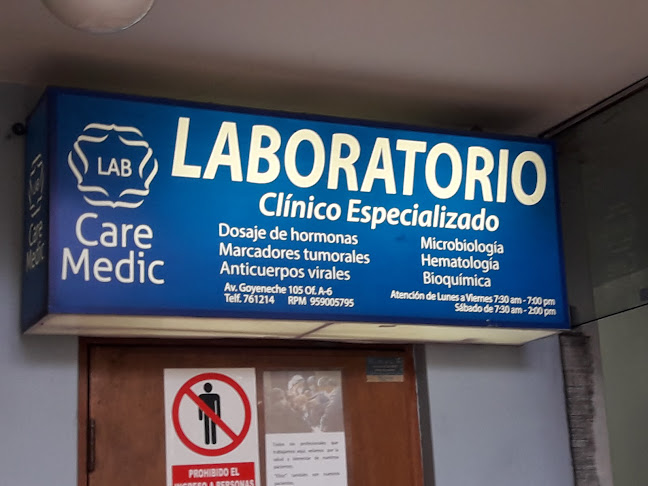 LAB
Care
Medic
LABORATORIO
Clínico Especializado
Dosaje de hormonas
Marcadores tumorales
Anticuerpos virales
Microbiología
Hematología
Bioquímica
Av. Goyeneche 105 Of. A-6
Telf. 761214 RPM 959005795
Atención de Lunes a Viernes 7:30 am - 7:00 pm
Sábado de 7:30 am - 2:00 pm
PROHIBIDO EL
INGRESO A PERSONAS